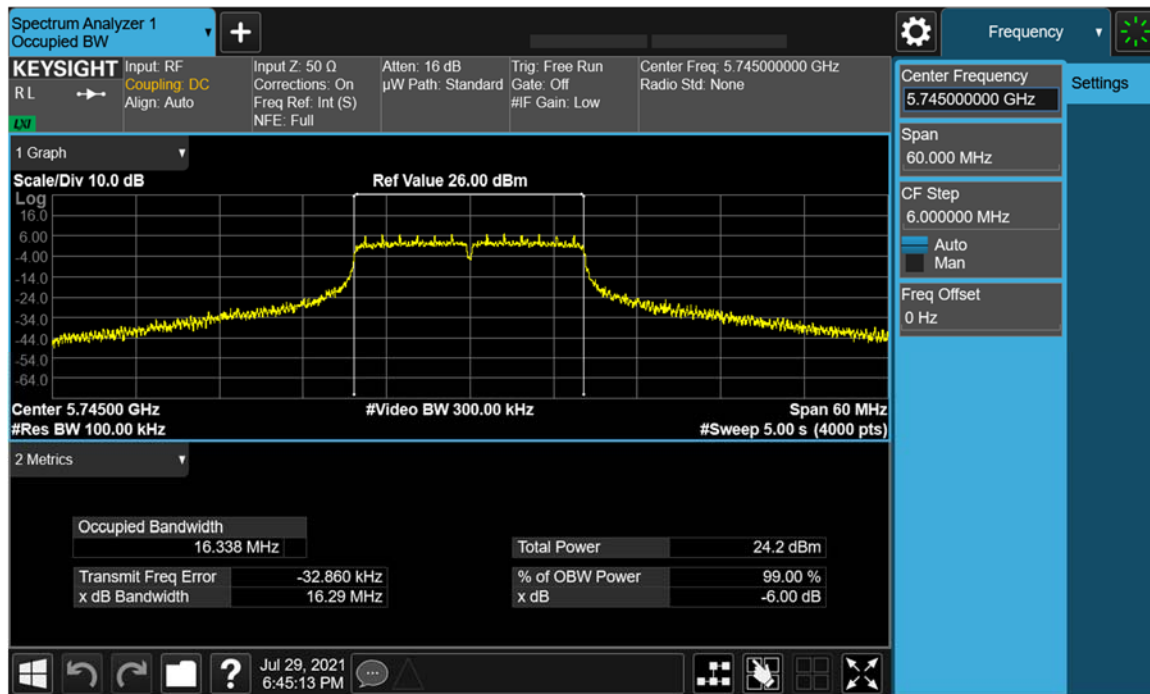 Spectrum Analyzer 1
Occupied BW
+
Frequency
KEYSIGHT
RL
LXI
Input: RF
Coupling: DC
Align: Auto
Input Z: 50 Ω
Corrections: On
Freq Ref: Int (S)
NFE: Full
Atten: 16 dB
µW Path: Standard
Trig: Free Run
Gate: Off
#IF Gain: Low
Center Freq: 5.745000000 GHz
Radio Std: None
Center Frequency
5.745000000 GHz
Settings
Span
60.000 MHz
CF Step
6.000000 MHz
Auto
Man
Freq Offset
0 Hz
1 Graph
Scale/Div 10.0 dB
Ref Value 26.00 dBm
Log
16.0
6.00
-4.00
-14.0
-24.0
-34.0
-44.0
-54.0
-64.0
Center 5.74500 GHz
#Video BW 300.00 kHz
Span 60 MHz
#Res BW 100.00 kHz
#Sweep 5.00 s (4000 pts)
2 Metrics
Occupied Bandwidth
16.338 MHz
Total Power 24.2 dBm
Transmit Freq Error -32.860 kHz
% of OBW Power 99.00 %
x dB Bandwidth 16.29 MHz
x dB -6.00 dB
?
Jul 29, 2021
6:45:13 PM